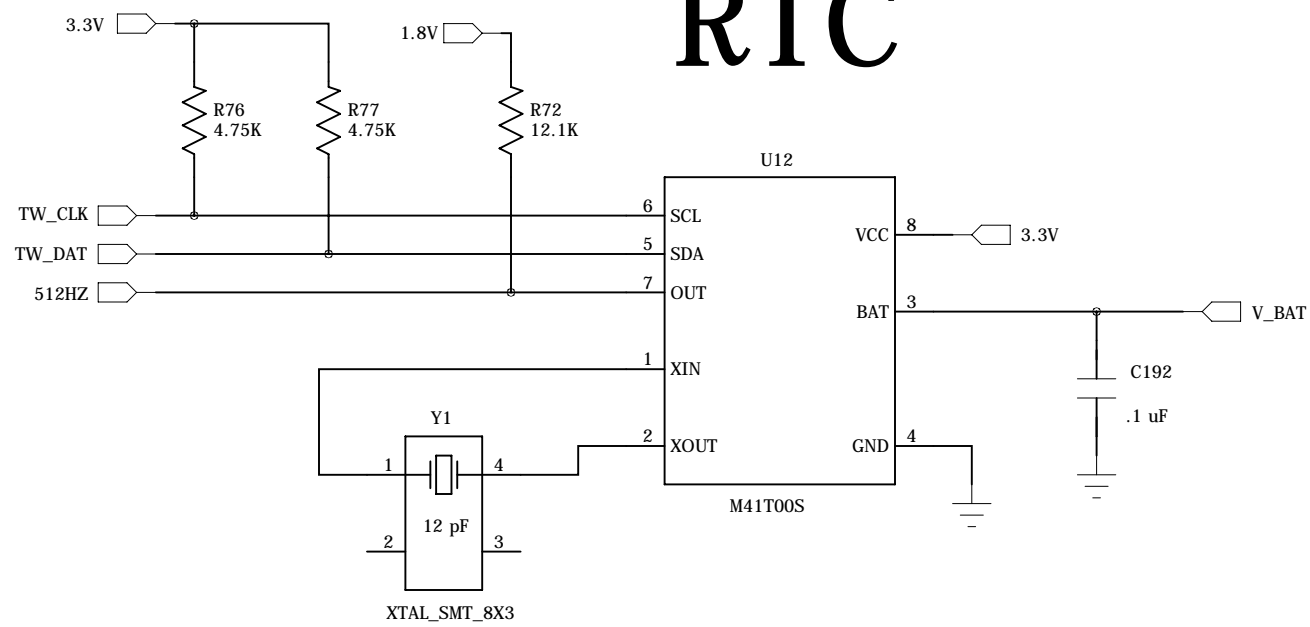 RTC
3.3V
1.8V
R76
4.75K
R77
4.75K
R72
12.1K
U12
TW_CLK
6
SCL
VCC
8
3.3V
TW_DAT
5
SDA
512HZ
7
OUT
BAT
3
V_BAT
C192
.1 uF
1
XIN
Y1
2
XOUT
GND
4
1
4
M41T00S
12 pF
2
3
XTAL_SMT_8X3